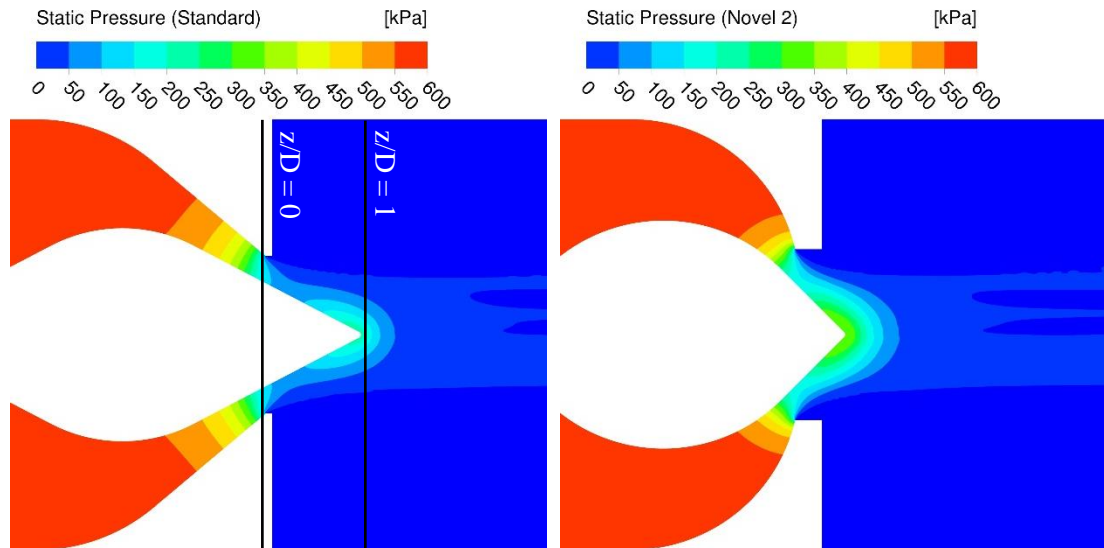 Static Pressure (Standard) [kPa]
0 50 100 150 200 250 300 350 400 450 500 550 600
z/D = 0
z/D = 1
Static Pressure (Novel 2) [kPa]
0 50 100 150 200 250 300 350 400 450 500 550 600